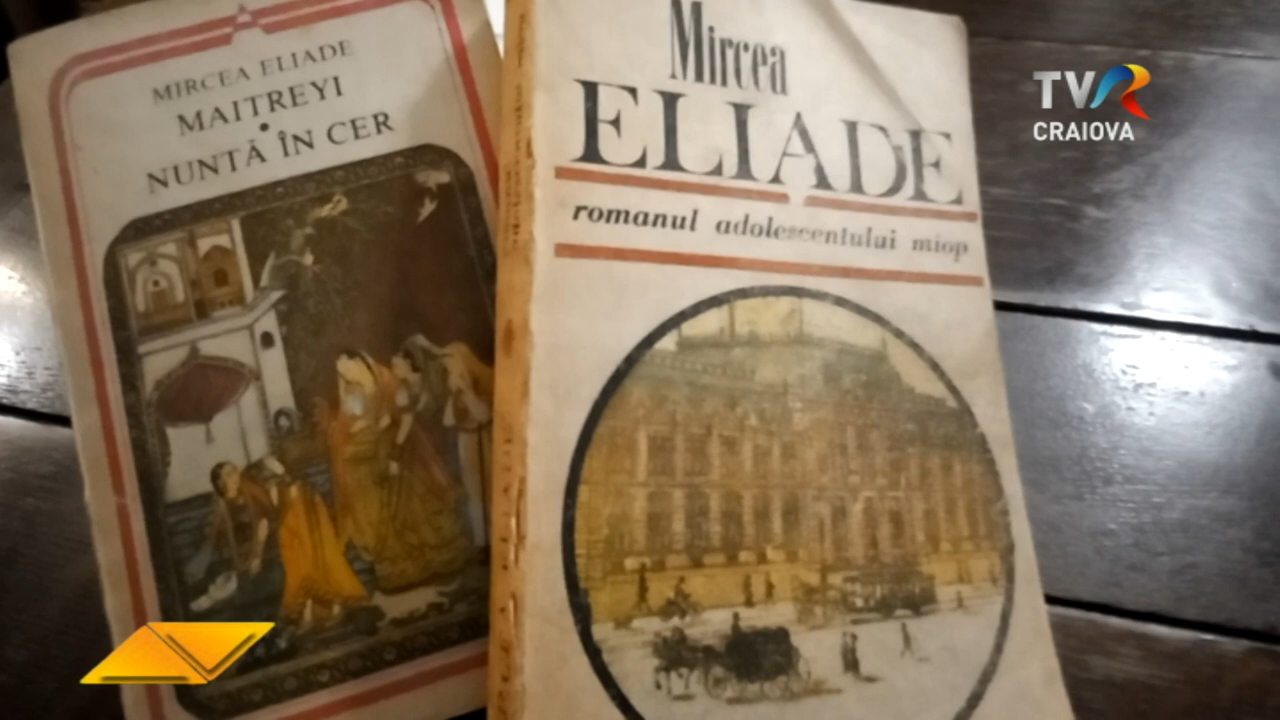 MIRCEA ELIADE
MAITREYI
•
NUNTĂ ÎN CER
Mircea
ELIADE
romanul adolescentului miop
TVR
CRAIOVA